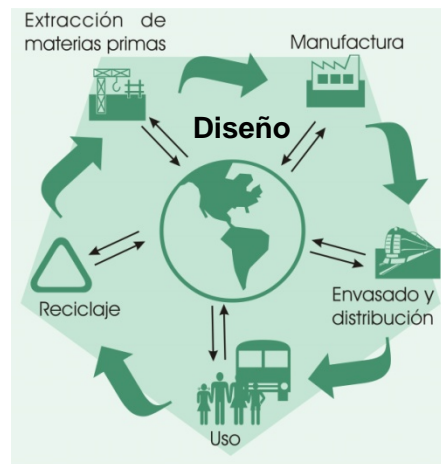 Extracción de
materias primas
Manufactura
Diseño
Reciclaje
Envasado y
distribución
Uso